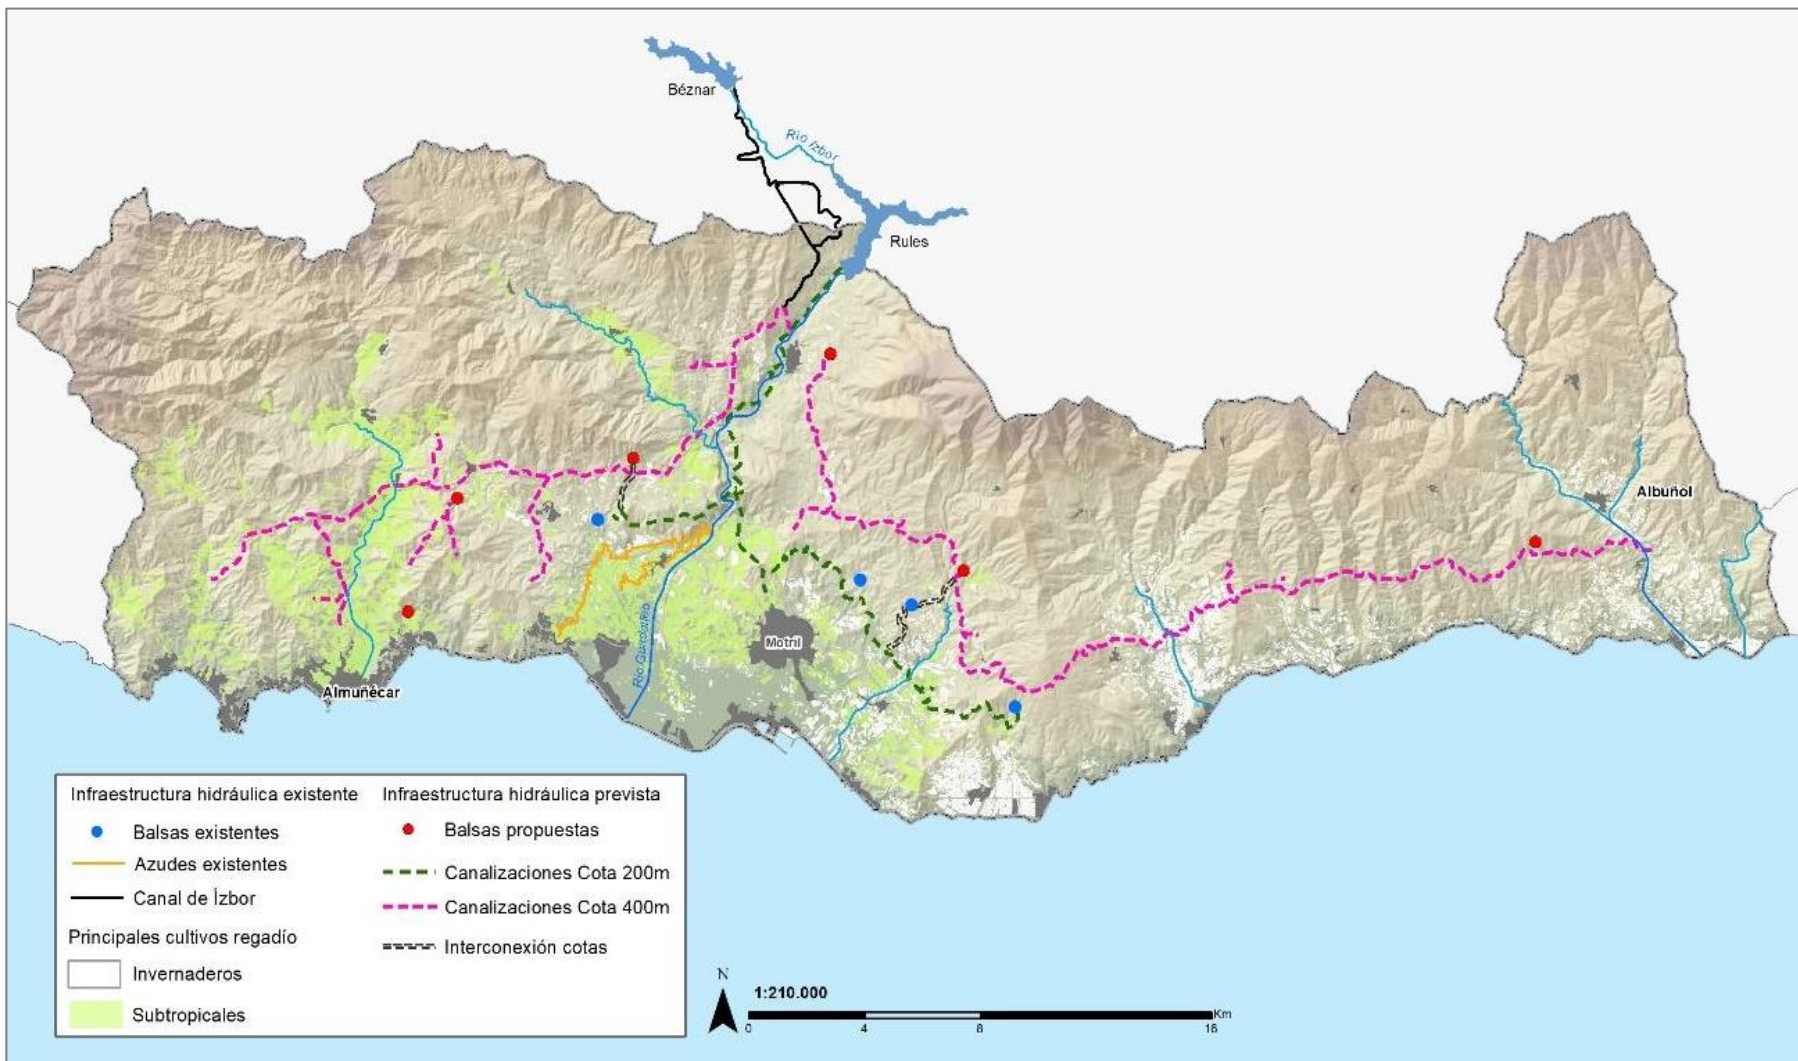 Béznar
Río Izbor
Rules
Albuñol
Motril
Río Guadalfeo
Almuñécar
Infraestructura hidráulica existente
Balsas existentes
Azudes existentes
Canal de Ízbor
Principales cultivos regadío
Invernaderos
Subtropicales
Infraestructura hidráulica prevista
Balsas propuestas
Canalizaciones Cota 200m
Canalizaciones Cota 400m
Interconexión cotas
N
1:210.000
0 4 8 16 Km